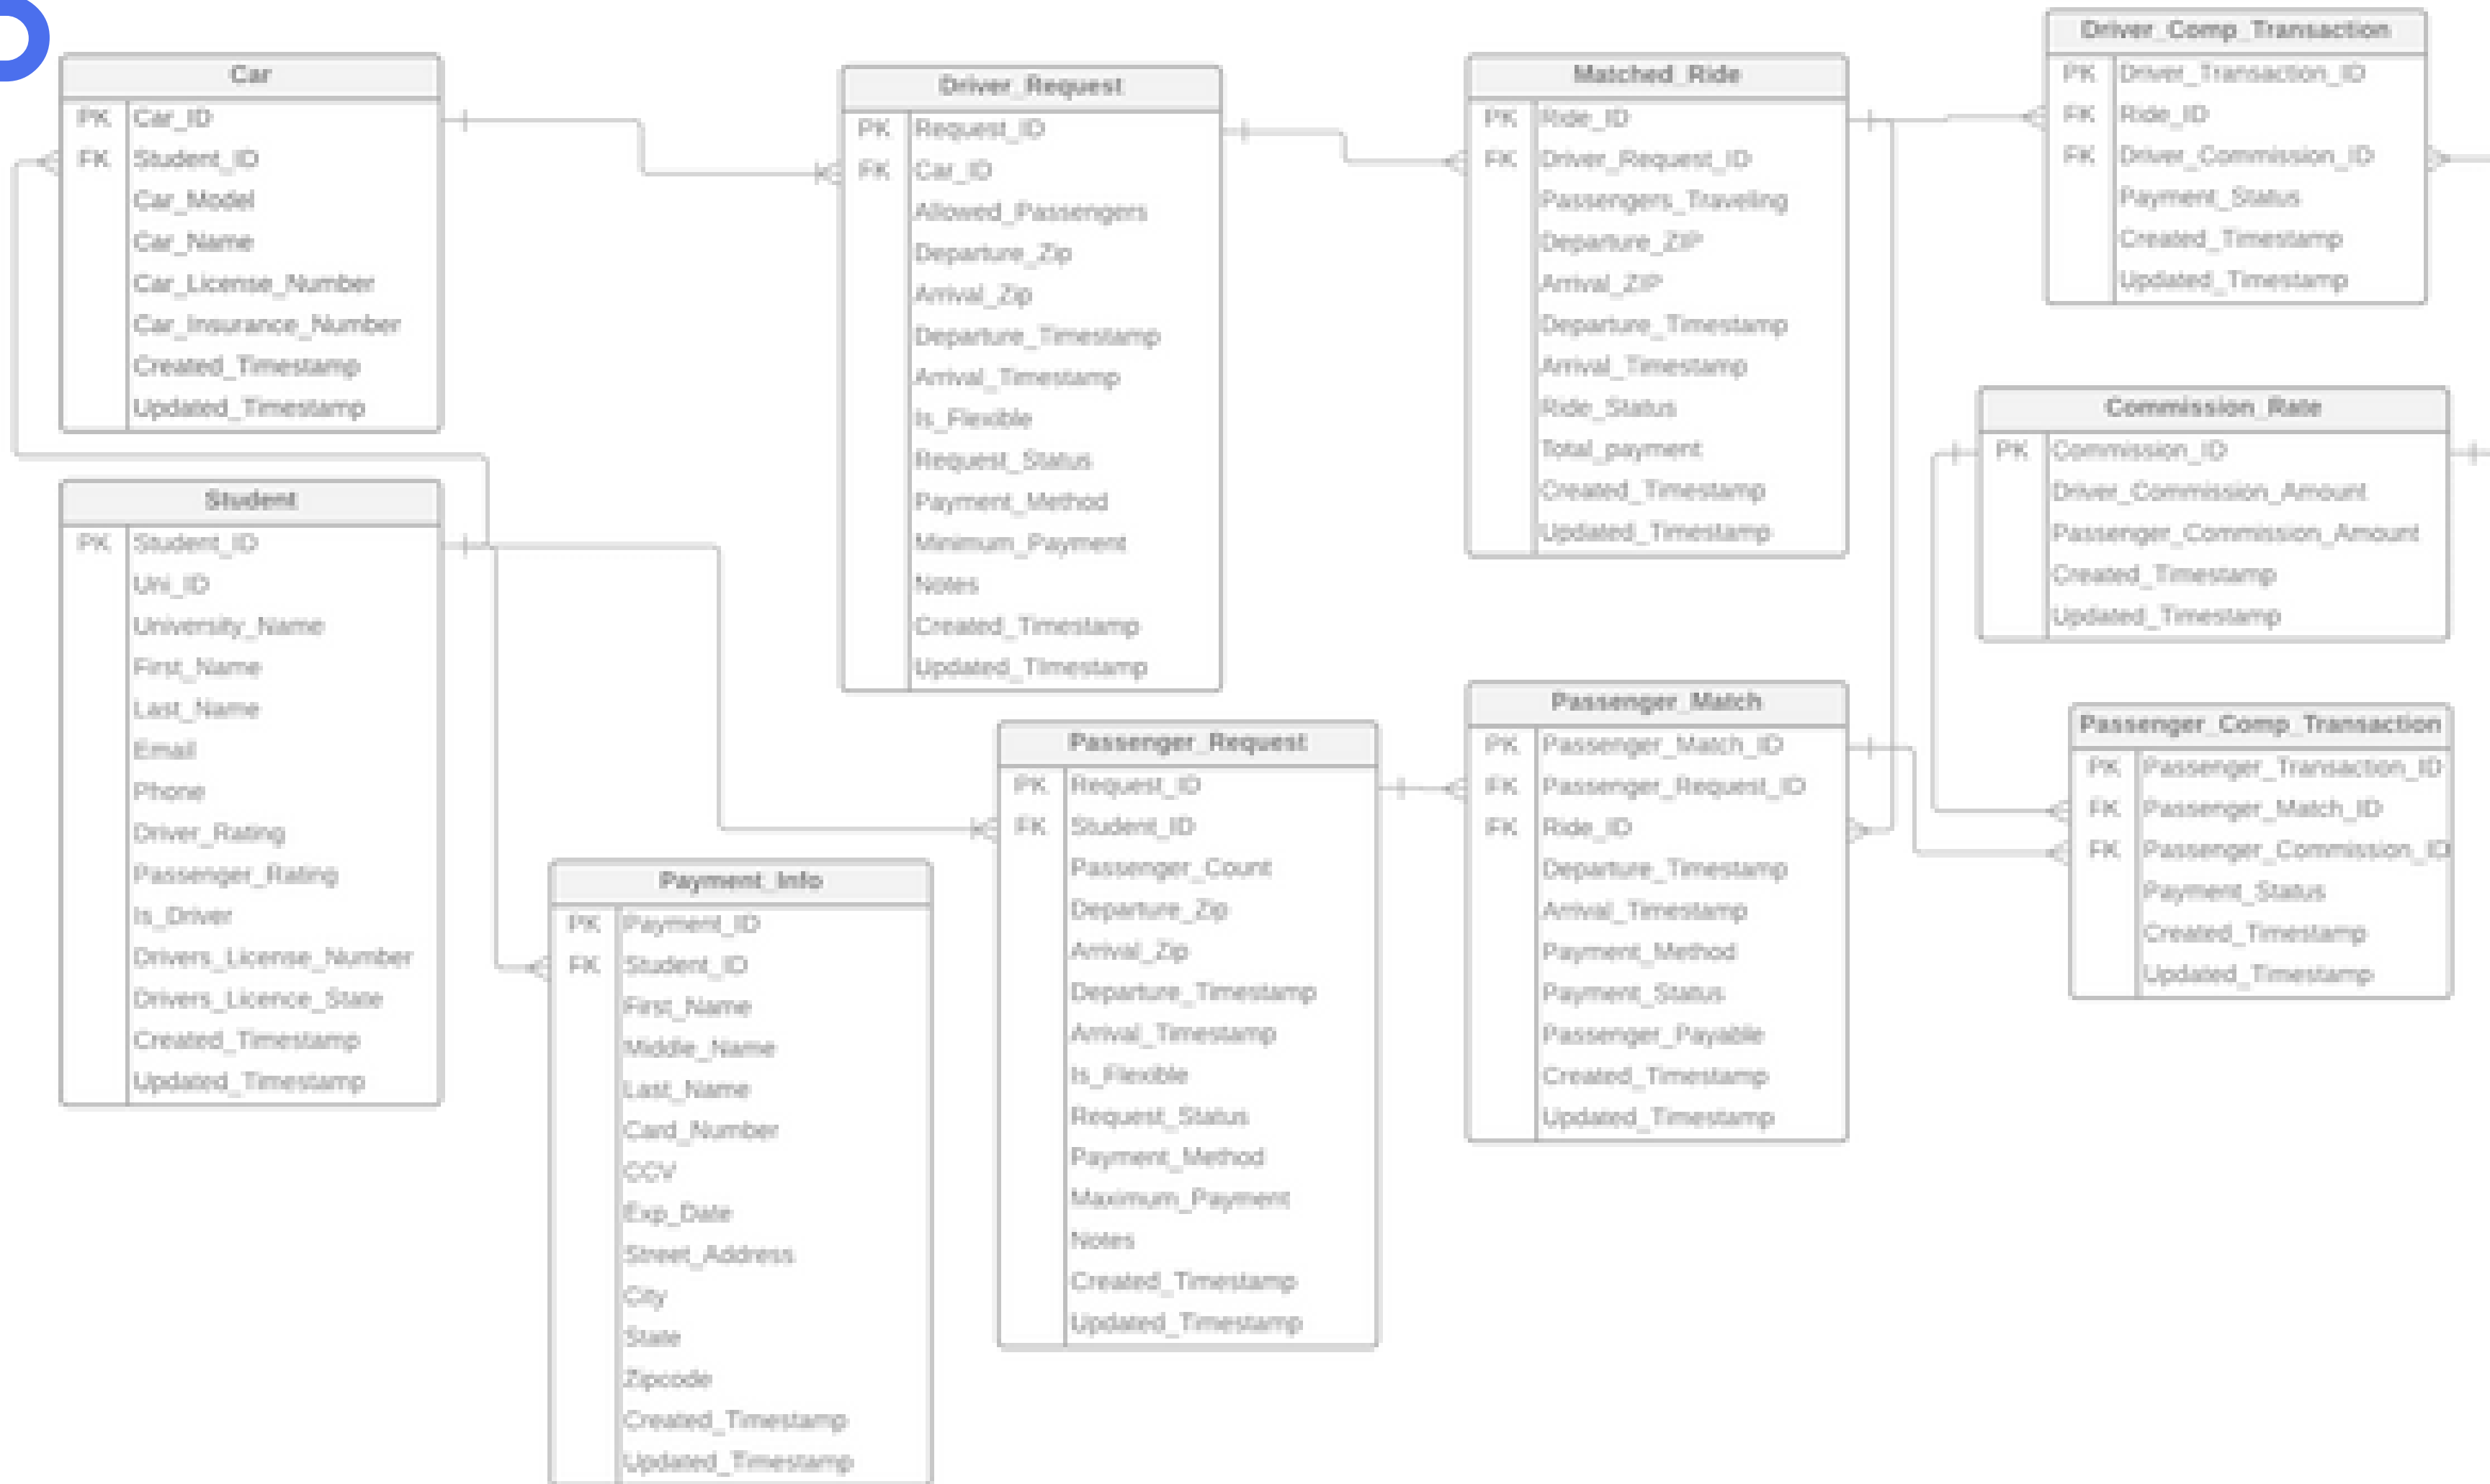 Car
PK Car_ID
FK Student_ID
Car_Model
Car_Name
Car_License_Number
Car_Insurance_Number
Created_Timestamp
Updated_Timestamp
Student
PK Student_ID
Uni_ID
University_Name
First_Name
Last_Name
Email
Phone
Driver_Rating
Passenger_Rating
Is_Driver
Drivers_License_Number
Drivers_Licence_State
Created_Timestamp
Updated_Timestamp
Payment_Info
PK Payment_ID
FK Student_ID
First_Name
Middle_Name
Last_Name
Card_Number
CCV
Exp_Date
Street_Address
City
State
Zipcode
Created_Timestamp
Updated_Timestamp
Driver_Request
PK Request_ID
FK Car_ID
Allowed_Passengers
Departure_Zip
Arrival_Zip
Departure_Timestamp
Arrival_Timestamp
Is_Flexible
Request_Status
Payment_Method
Minimum_Payment
Notes
Created_Timestamp
Updated_Timestamp
Passenger_Request
PK Request_ID
FK Student_ID
Passenger_Count
Departure_Zip
Arrival_Zip
Departure_Timestamp
Arrival_Timestamp
Is_Flexible
Request_Status
Payment_Method
Maximum_Payment
Notes
Created_Timestamp
Updated_Timestamp
Matched_Ride
PK Ride_ID
FK Driver_Request_ID
Passengers_Traveling
Departure_ZIP
Arrival_ZIP
Departure_Timestamp
Arrival_Timestamp
Ride_Status
Total_payment
Created_Timestamp
Updated_Timestamp
Passenger_Match
PK Passenger_Match_ID
FK Passenger_Request_ID
FK Ride_ID
Departure_Timestamp
Arrival_Timestamp
Payment_Method
Payment_Status
Passenger_Payable
Created_Timestamp
Updated_Timestamp
Driver_Comp_Transaction
PK Driver_Transaction_ID
FK Ride_ID
FK Driver_Commission_ID
Payment_Status
Created_Timestamp
Updated_Timestamp
Commission_Rate
PK Commission_ID
Driver_Commission_Amount
Passenger_Commission_Amount
Created_Timestamp
Updated_Timestamp
Passenger_Comp_Transaction
PK Passenger_Transaction_ID
FK Passenger_Match_ID
FK Passenger_Commission_ID
Payment_Status
Created_Timestamp
Updated_Timestamp